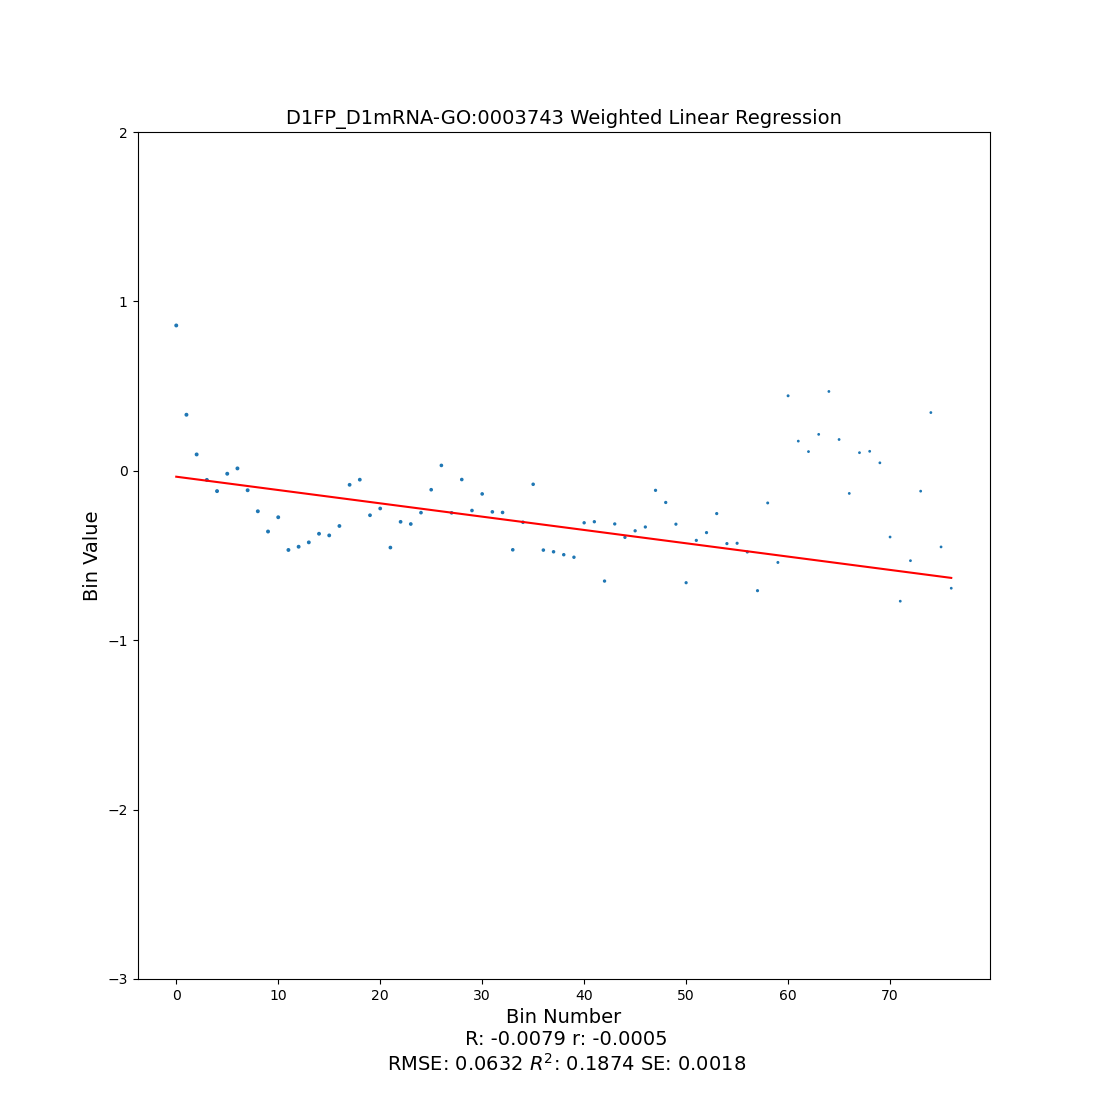 D1FP_D1mRNA-GO:0003743 Weighted Linear Regression
2
1
0
−1
−2
−3
Bin Value
0 10 20 30 40 50 60 70
Bin Number
R: -0.0079 r: -0.0005
RMSE: 0.0632 R²: 0.1874 SE: 0.0018